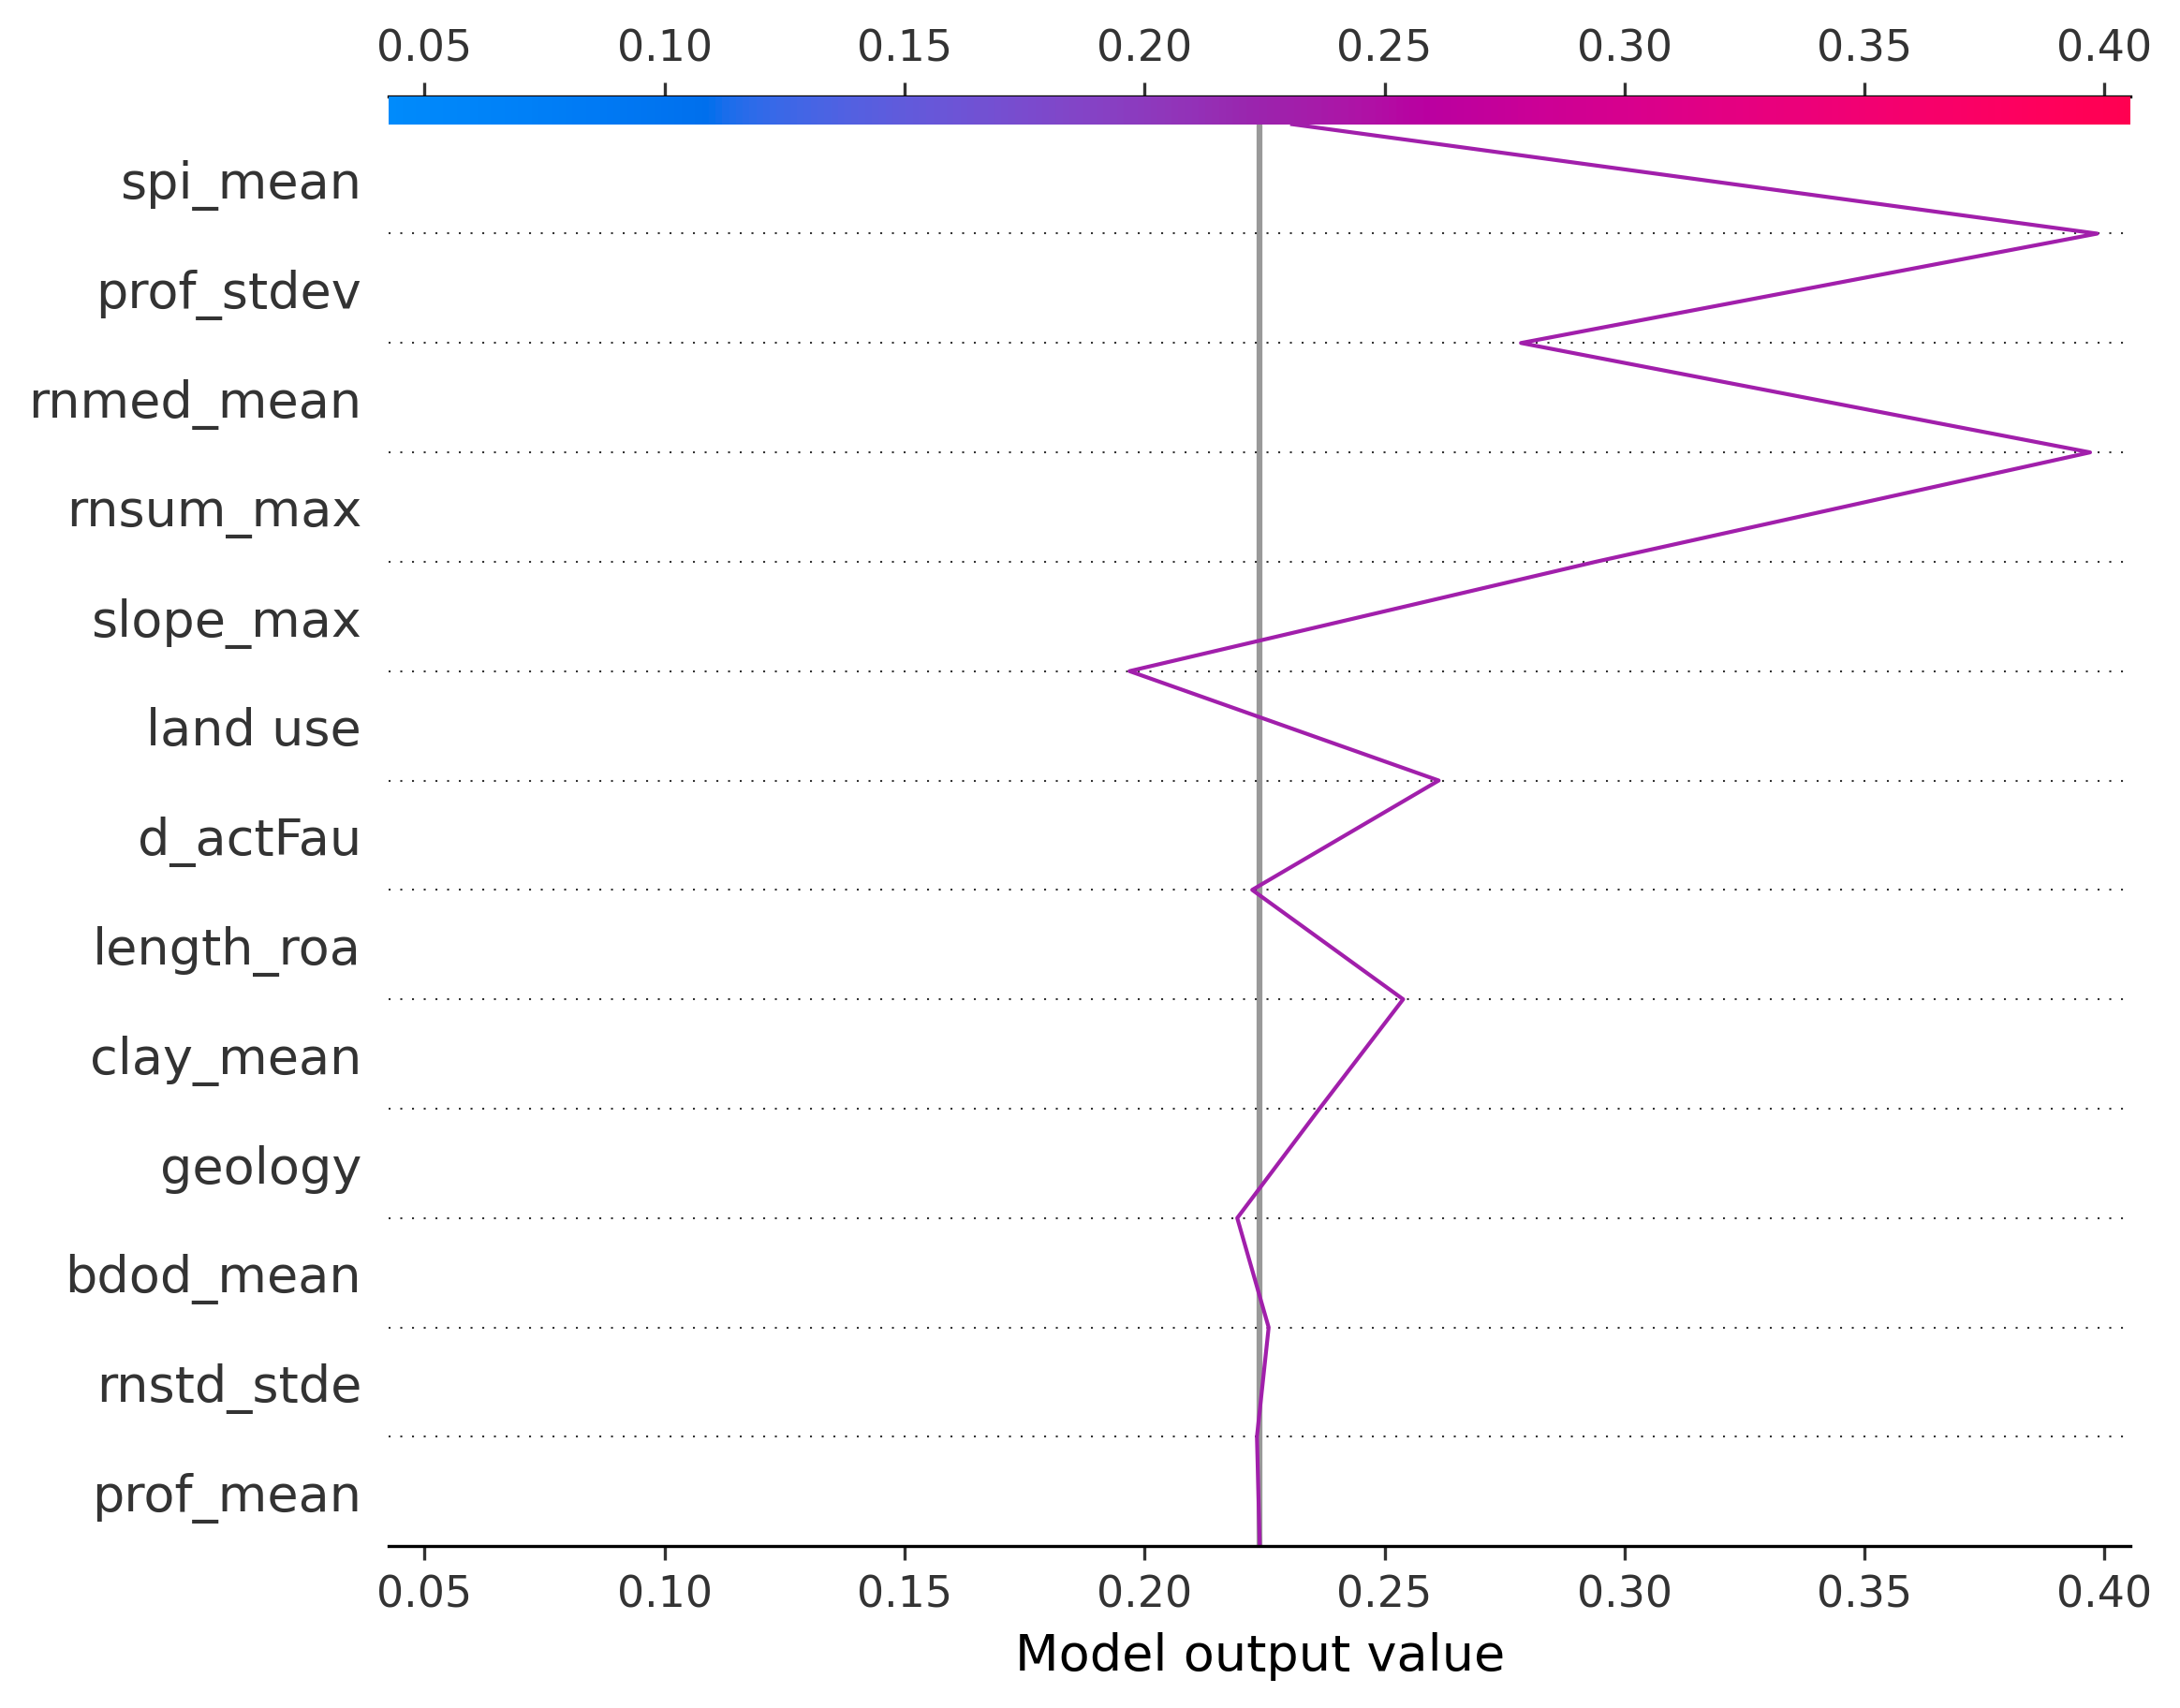 0.05 0.10 0.15 0.20 0.25 0.30 0.35 0.40
spi_mean
prof_stdev
rnmed_mean
rnsum_max
slope_max
land use
d_actFau
length_roa
clay_mean
geology
bdod_mean
rnstd_stde
prof_mean
0.05 0.10 0.15 0.20 0.25 0.30 0.35 0.40
Model output value